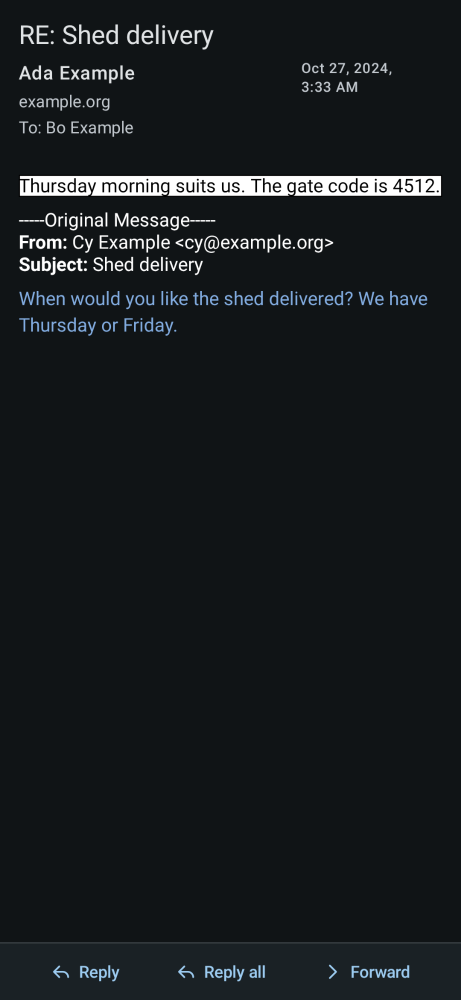 RE: Shed delivery
Ada Example
Oct 27, 2024,
3:33 AM
example.org
To: Bo Example
Thursday morning suits us. The gate code is 4512.
-----Original Message-----
From: Cy Example <cy@example.org>
Subject: Shed delivery
When would you like the shed delivered? We have
Thursday or Friday.
Reply
Reply all
Forward